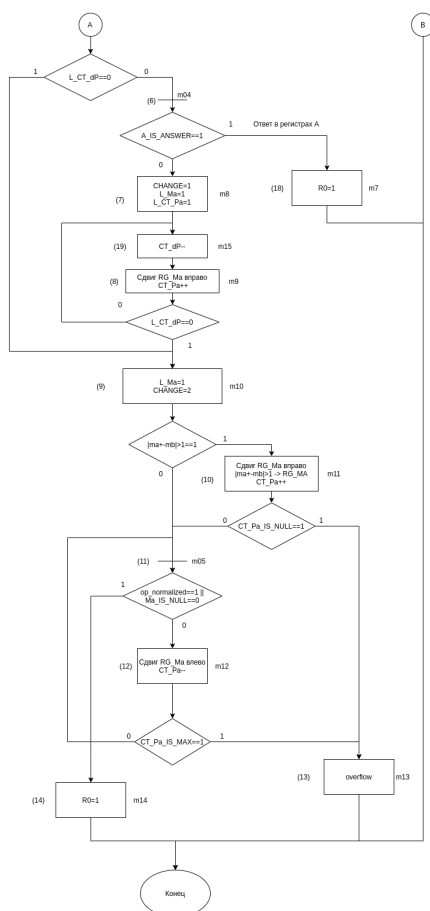 A
B
L_CT_dP==0
1
0
(6)
m04
A_IS_ANSWER==1
1
Ответ в регистрах А
0
(7)
CHANGE=1
L_Ma=1
L_CT_Pa=1
m8
(18)
R0=1
m7
(19)
CT_dP--
m15
(8)
Сдвиг RG_Ma вправо
CT_Pa++
m9
0
L_CT_dP==0
1
(9)
L_Ma=1
CHANGE=2
m10
|ma+-mb|>1==1
1
0
(10)
Сдвиг RG_Ma вправо
|ma+-mb|>1 -> RG_MA
CT_Pa++
m11
0
CT_Pa_IS_NULL==1
1
(11)
m05
1
op_normalized==1 ||
Ma_IS_NULL==0
0
(12)
Сдвиг RG_Ma влево
CT_Pa--
m12
0
CT_Pa_IS_MAX==1
1
(13)
overflow
m13
(14)
R0=1
m14
Конец